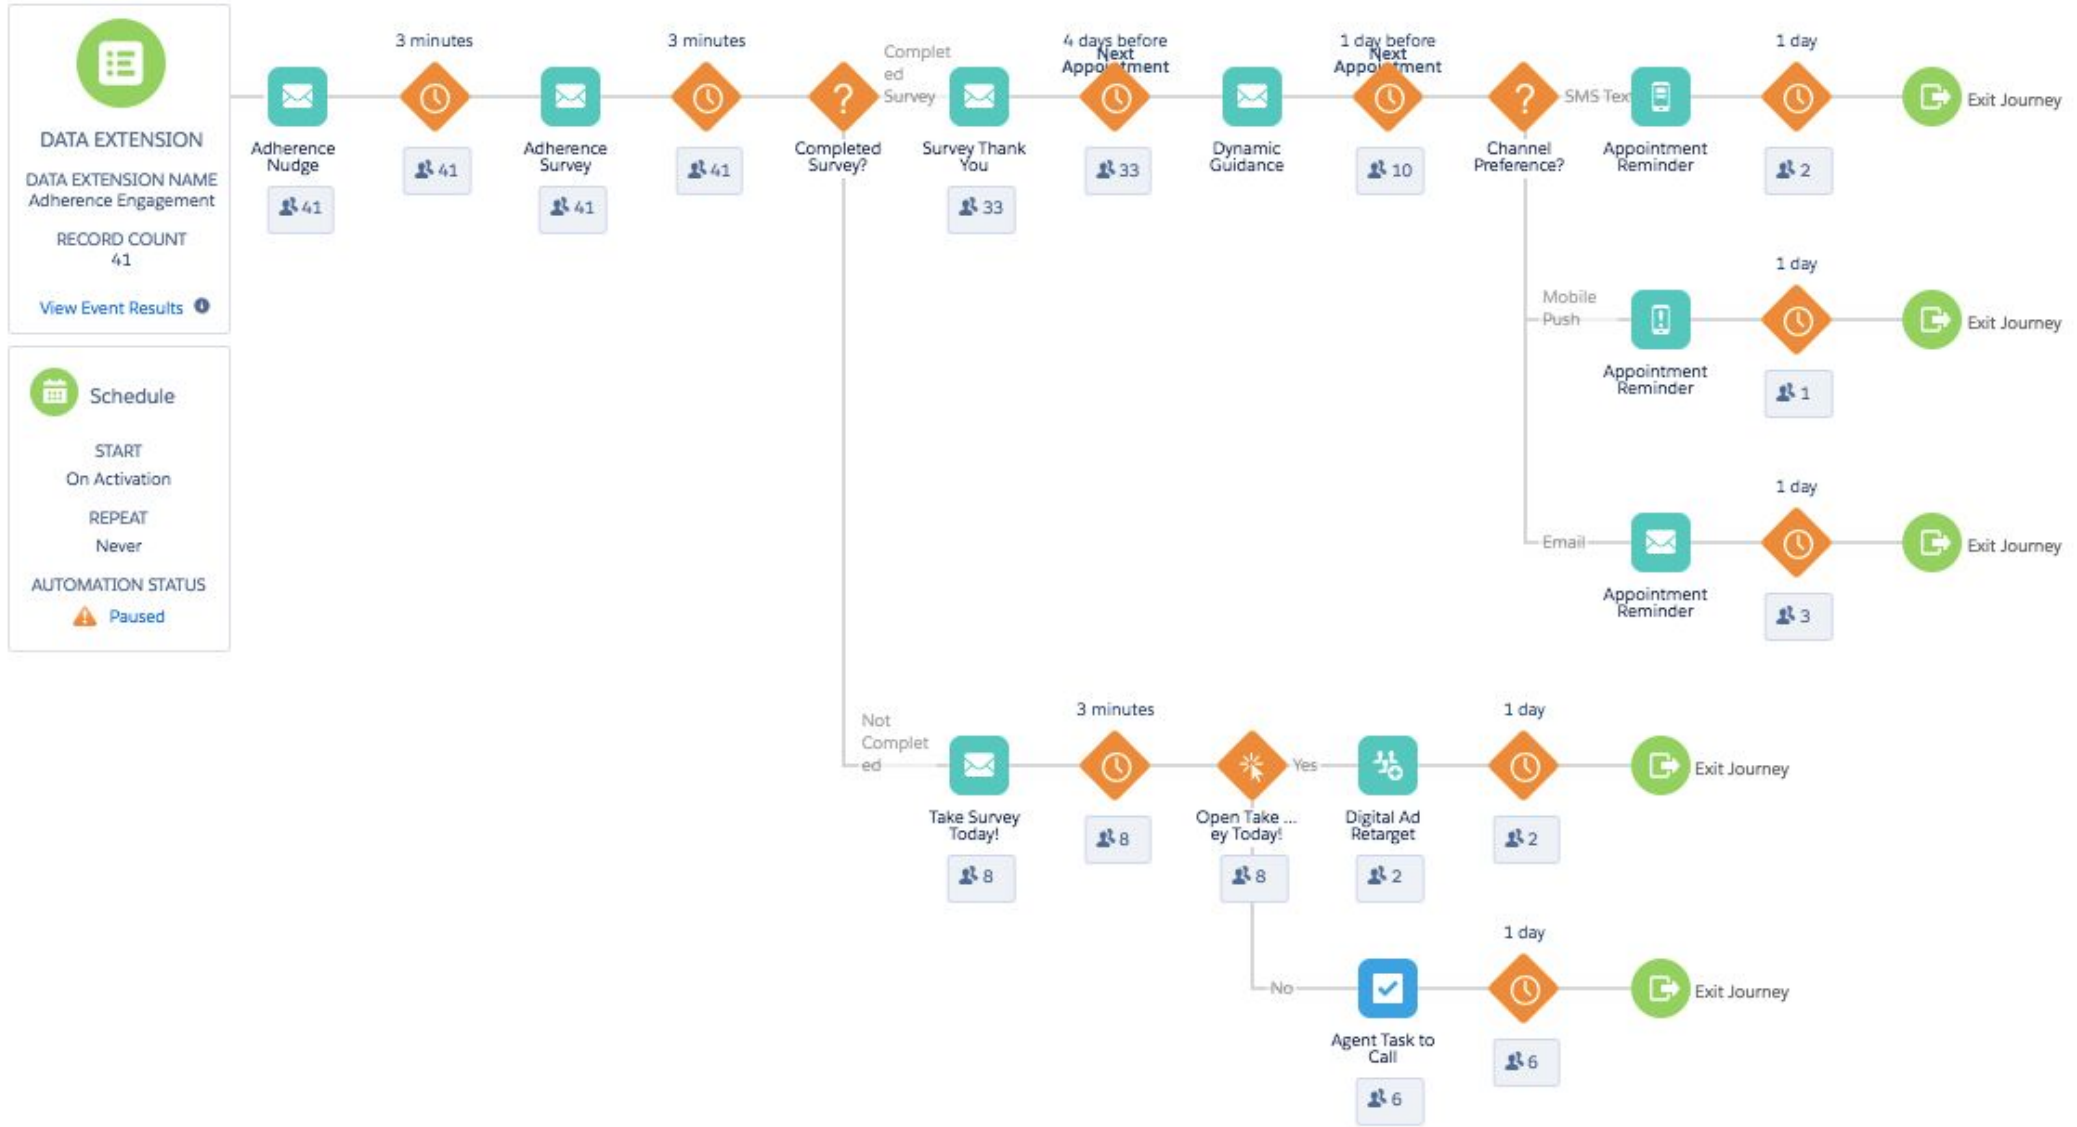 DATA EXTENSION
DATA EXTENSION NAME
Adherence Engagement
RECORD COUNT
41
View Event Results
Schedule
START
On Activation
REPEAT
Never
AUTOMATION STATUS
Paused
Adherence
Nudge
41
3 minutes
41
Adherence
Survey
41
3 minutes
41
Completed
Survey?
Complet
ed
Survey
Survey Thank
You
33
4 days before
Next
Appointment
33
Dynamic
Guidance
1 day before
Next
Appointment
10
Channel
Preference?
SMS Tex
Appointment
Reminder
1 day
2
Exit Journey
Mobile
Push
Appointment
Reminder
1 day
1
Exit Journey
Email
Appointment
Reminder
1 day
3
Exit Journey
Not
Complet
ed
Take Survey
Today!
8
3 minutes
8
Open Take ...
ey Today!
8
Yes
Digital Ad
Retarget
2
1 day
2
Exit Journey
No
Agent Task to
Call
6
1 day
6
Exit Journey